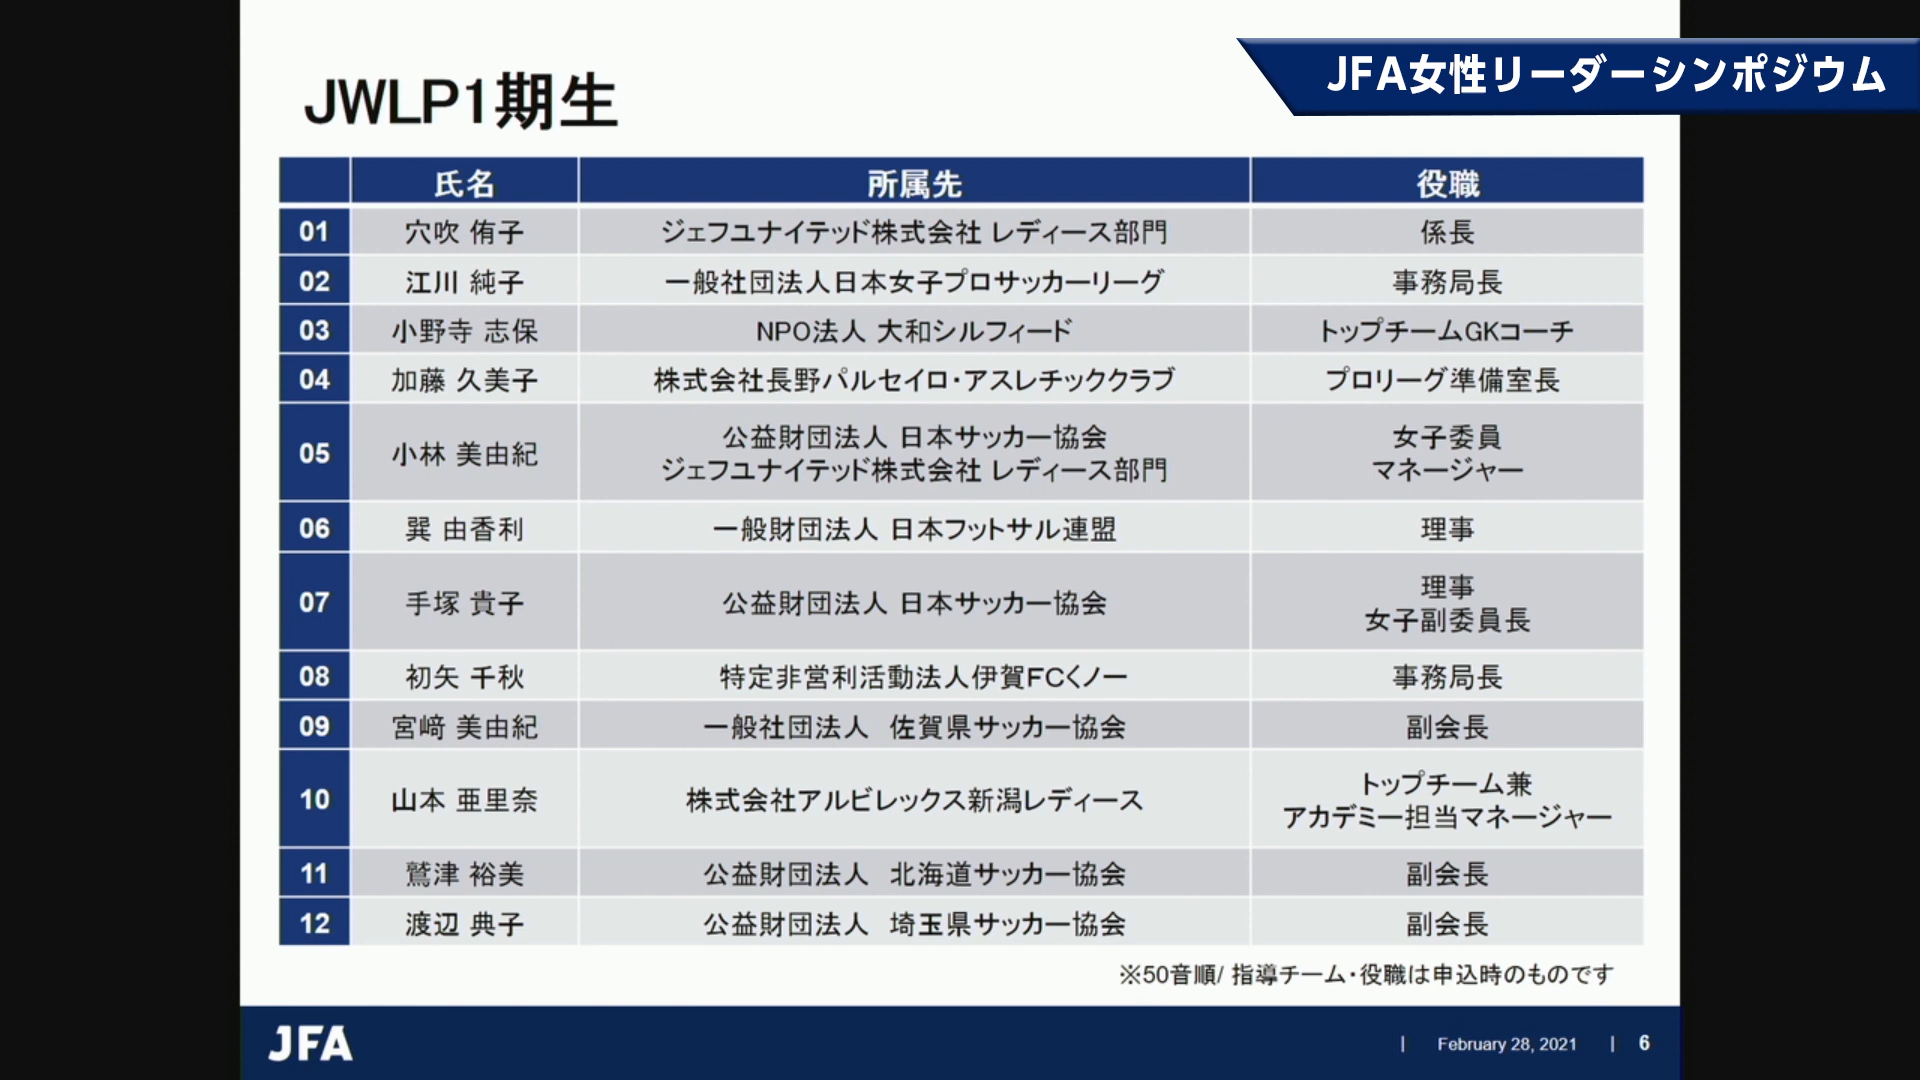 JFA女性リーダーシンポジウム
JWLP1期生
氏名 所属先 役職
01 穴吹 侑子 ジェフユナイテッド株式会社 レディース部門 係長
02 江川 純子 一般社団法人日本女子プロサッカーリーグ 事務局長
03 小野寺 志保 NPO法人 大和シルフィード トップチームGKコーチ
04 加藤 久美子 株式会社長野パルセイロ・アスレチッククラブ プロリーグ準備室長
05 小林 美由紀 公益財団法人 日本サッカー協会 女子委員
ジェフユナイテッド株式会社 レディース部門 マネージャー
06 巽 由香利 一般財団法人 日本フットサル連盟 理事
07 手塚 貴子 公益財団法人 日本サッカー協会 理事
女子副委員長
08 初矢 千秋 特定非営利活動法人伊賀FCくノ一 事務局長
09 宮﨑 美由紀 一般社団法人 佐賀県サッカー協会 副会長
10 山本 亜里奈 株式会社アルビレックス新潟レディース トップチーム兼
アカデミー担当マネージャー
11 鷲津 裕美 公益財団法人 北海道サッカー協会 副会長
12 渡辺 典子 公益財団法人 埼玉県サッカー協会 副会長
※50音順/ 指導チーム・役職は申込時のものです
JFA | February 28, 2021 | 6